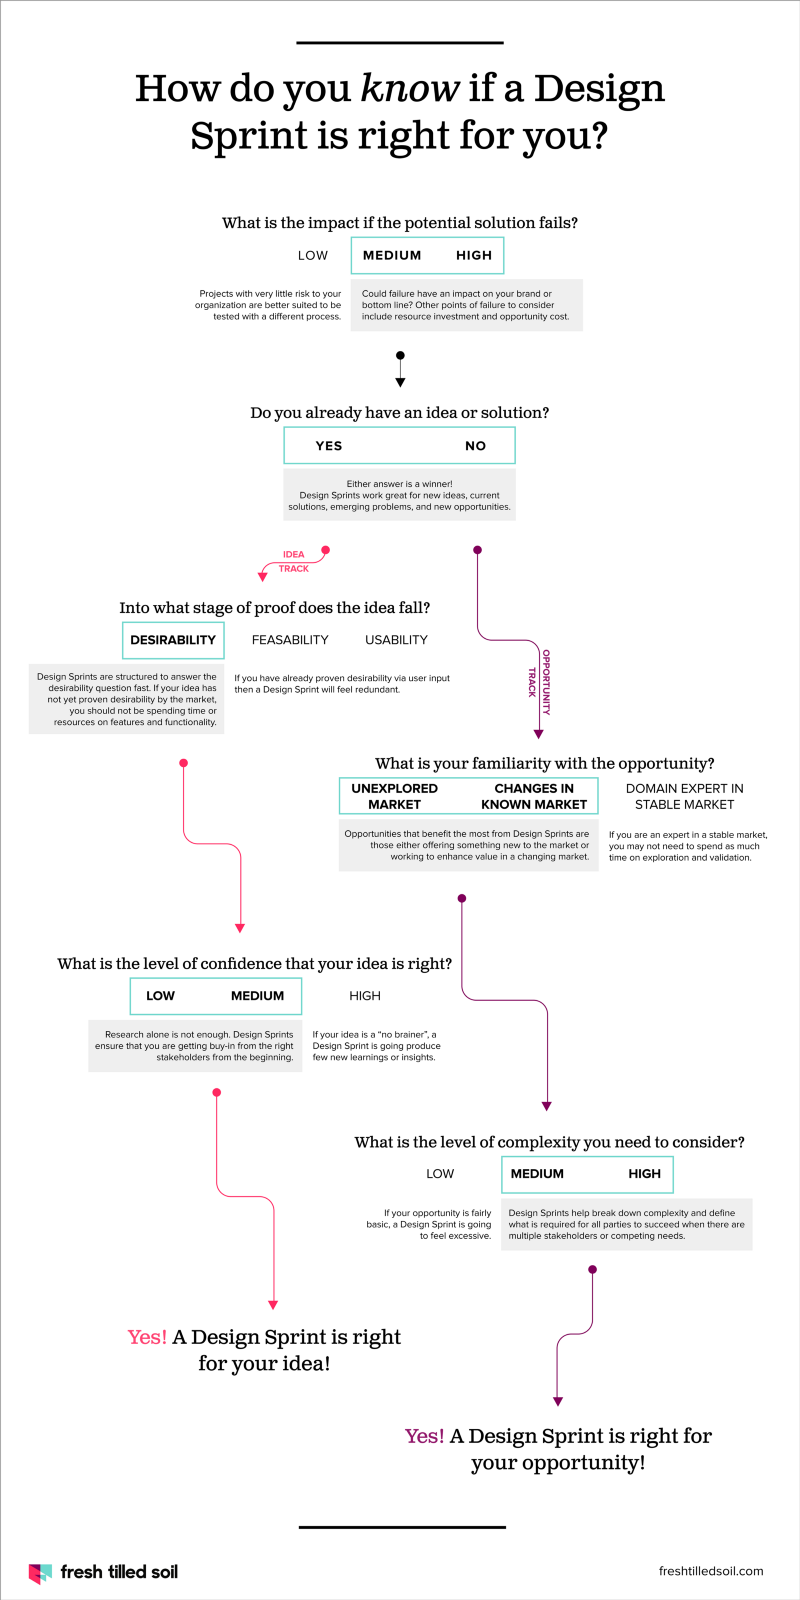 How do you know if a Design
Sprint is right for you?
What is the impact if the potential solution fails?
LOW MEDIUM HIGH
Projects with very little risk to your
organization are better suited to be
tested with a different process.
Could failure have an impact on your brand or
bottom line? Other points of failure to consider
include resource investment and opportunity cost.
Do you already have an idea or solution?
YES NO
Either answer is a winner!
Design Sprints work great for new ideas, current
solutions, emerging problems, and new opportunities.
IDEA
TRACK
Into what stage of proof does the idea fall?
DESIRABILITY FEASABILITY USABILITY
Design Sprints are structured to answer the
desirability question fast. If your idea has
not yet proven desirability by the market,
you should not be spending time or
resources on features and functionality.
If you have already proven desirability via user input
then a Design Sprint will feel redundant.
OPPORTUNITY
TRACK
What is your familiarity with the opportunity?
UNEXPLORED
MARKET
CHANGES IN
KNOWN MARKET
DOMAIN EXPERT IN
STABLE MARKET
Opportunities that benefit the most from Design Sprints are
those either offering something new to the market or
working to enhance value in a changing market.
If you are an expert in a stable market,
you may not need to spend as much
time on exploration and validation.
What is the level of confidence that your idea is right?
LOW MEDIUM HIGH
Research alone is not enough. Design Sprints
ensure that you are getting buy-in from the right
stakeholders from the beginning.
If your idea is a “no brainer”, a
Design Sprint is going produce
few new learnings or insights.
What is the level of complexity you need to consider?
LOW MEDIUM HIGH
If your opportunity is fairly
basic, a Design Sprint is going
to feel excessive.
Design Sprints help break down complexity and define
what is required for all parties to succeed when there are
multiple stakeholders or competing needs.
Yes! A Design Sprint is right
for your idea!
Yes! A Design Sprint is right for
your opportunity!
fresh tilled soil
freshtilledsoil.com